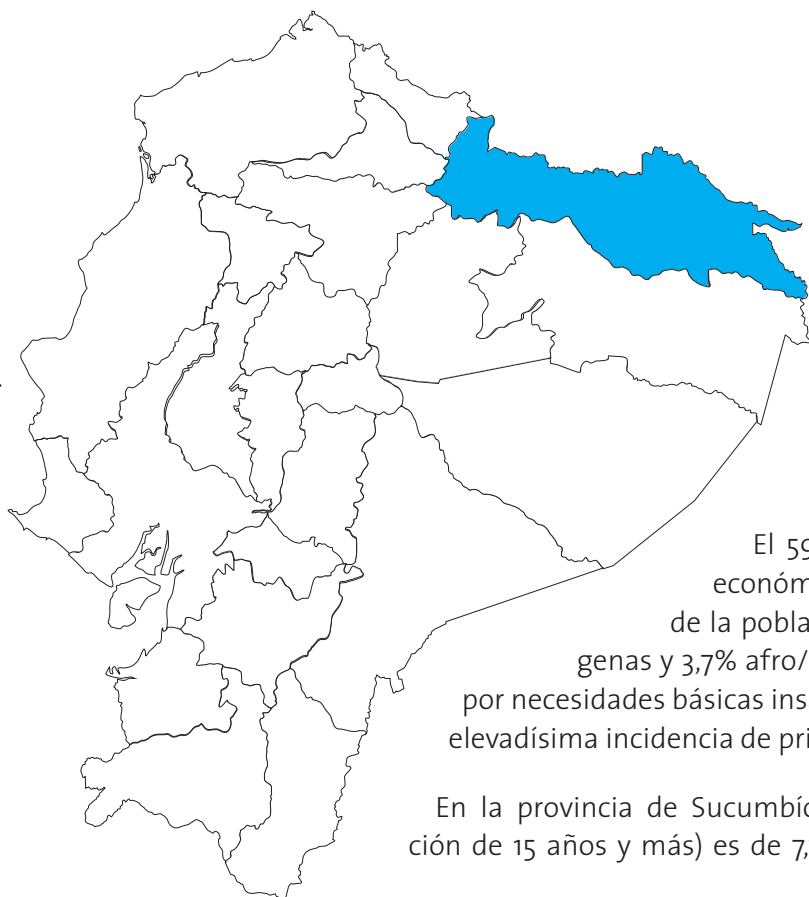 El 59
económ
de la pobla
genas y 3,7% afro/
por necesidades básicas ins
elevadísima incidencia de pri
En la provincia de Sucumbíc
ción de 15 años y más) es de 7,